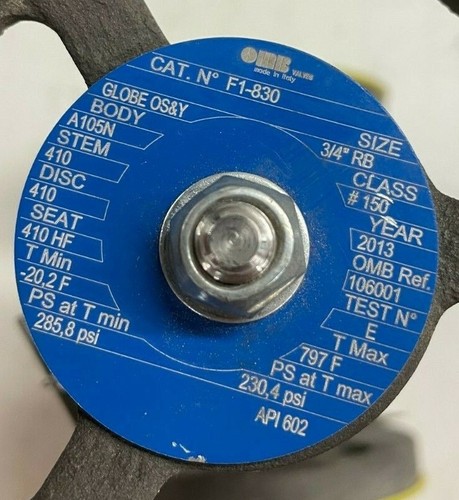 OMB VALVES
made in Italy
CAT. N° F1-830
GLOBE OS&Y
BODY
A105N
STEM
410
DISC
410
SEAT
410 HF
T Min
-20,2 F
PS at T min
285,8 psi
SIZE
3/4" RB
CLASS
# 150
YEAR
2013
OMB Ref.
106001
TEST N°
E
T Max
797 F
PS at T max
230,4 psi
API 602